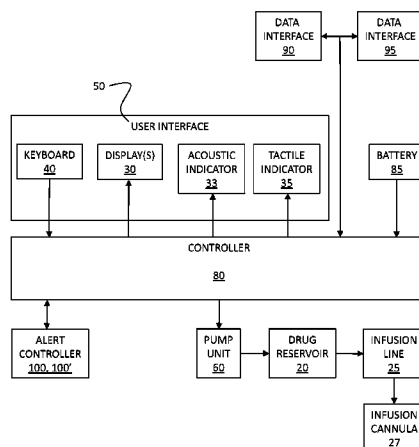 DATA
INTERFACE
90
DATA
INTERFACE
95
50
USER INTERFACE
KEYBOARD
40
DISPLAY(S)
30
ACOUSTIC
INDICATOR
33
TACTILE
INDICATOR
35
BATTERY
85
CONTROLLER
80
ALERT
CONTROLLER
100, 100'
PUMP
UNIT
60
DRUG
RESERVOIR
20
INFUSION
LINE
25
INFUSION
CANNULA
27